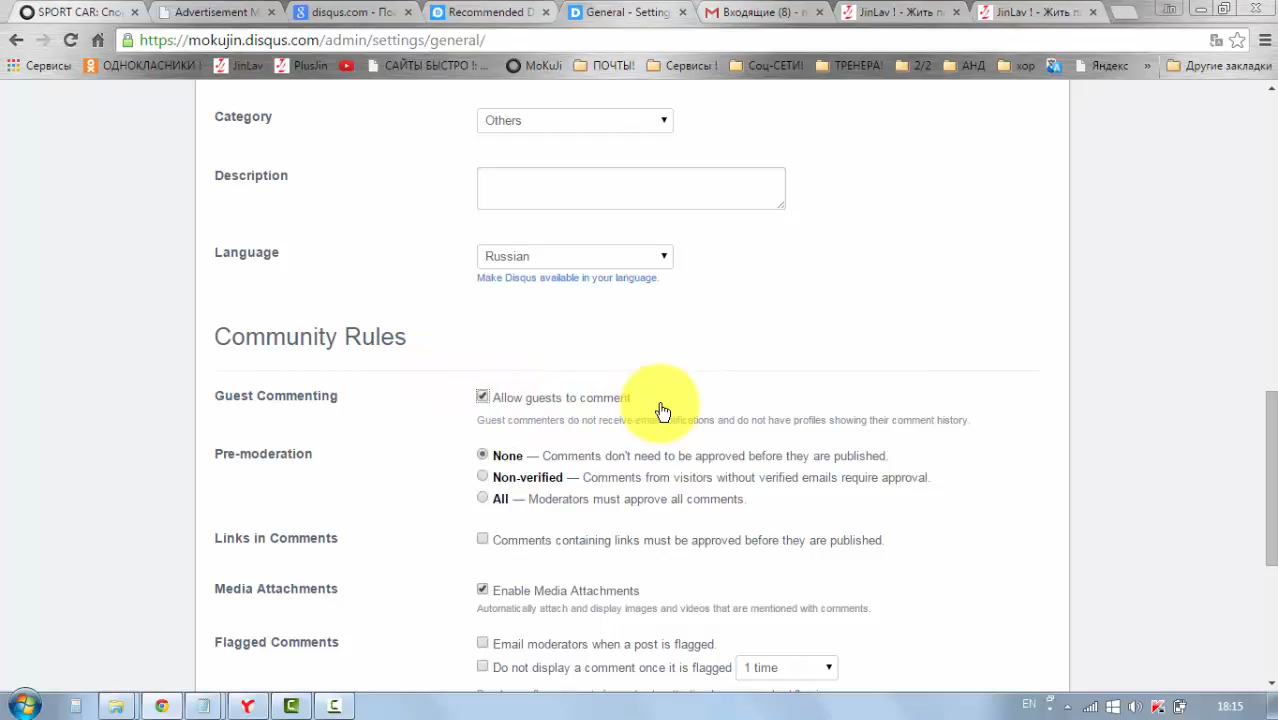 SPORT CAR: Спо
Advertisement M
disqus.com - По
Recommended D
General - Setting
Входящие (8) -
JinLav ! - Жить п
JinLav ! - Жить п
https://mokujin.disqus.com/admin/settings/general/
Сервисы
ОДНОКЛАСНИКИ
JinLav
PlusJin
САЙТЫ БЫСТРО !: ...
MoKuJi
ПОЧТЫ!
Сервисы !
Соц-СЕТИ!
ТРЕНЕРА!
2/2
АНД
хор
Яндекс
»
Другие закладки
Category
Others
Description
Language
Russian
Make Disqus available in your language.
Community Rules
Guest Commenting
Allow guests to comment
Guest commenters do not receive email notifications and do not have profiles showing their comment history.
Pre-moderation
None — Comments don't need to be approved before they are published.
Non-verified — Comments from visitors without verified emails require approval.
All — Moderators must approve all comments.
Links in Comments
Comments containing links must be approved before they are published.
Media Attachments
Enable Media Attachments
Automatically attach and display images and videos that are mentioned with comments.
Flagged Comments
Email moderators when a post is flagged.
Do not display a comment once it is flagged
1 time
EN
18:15